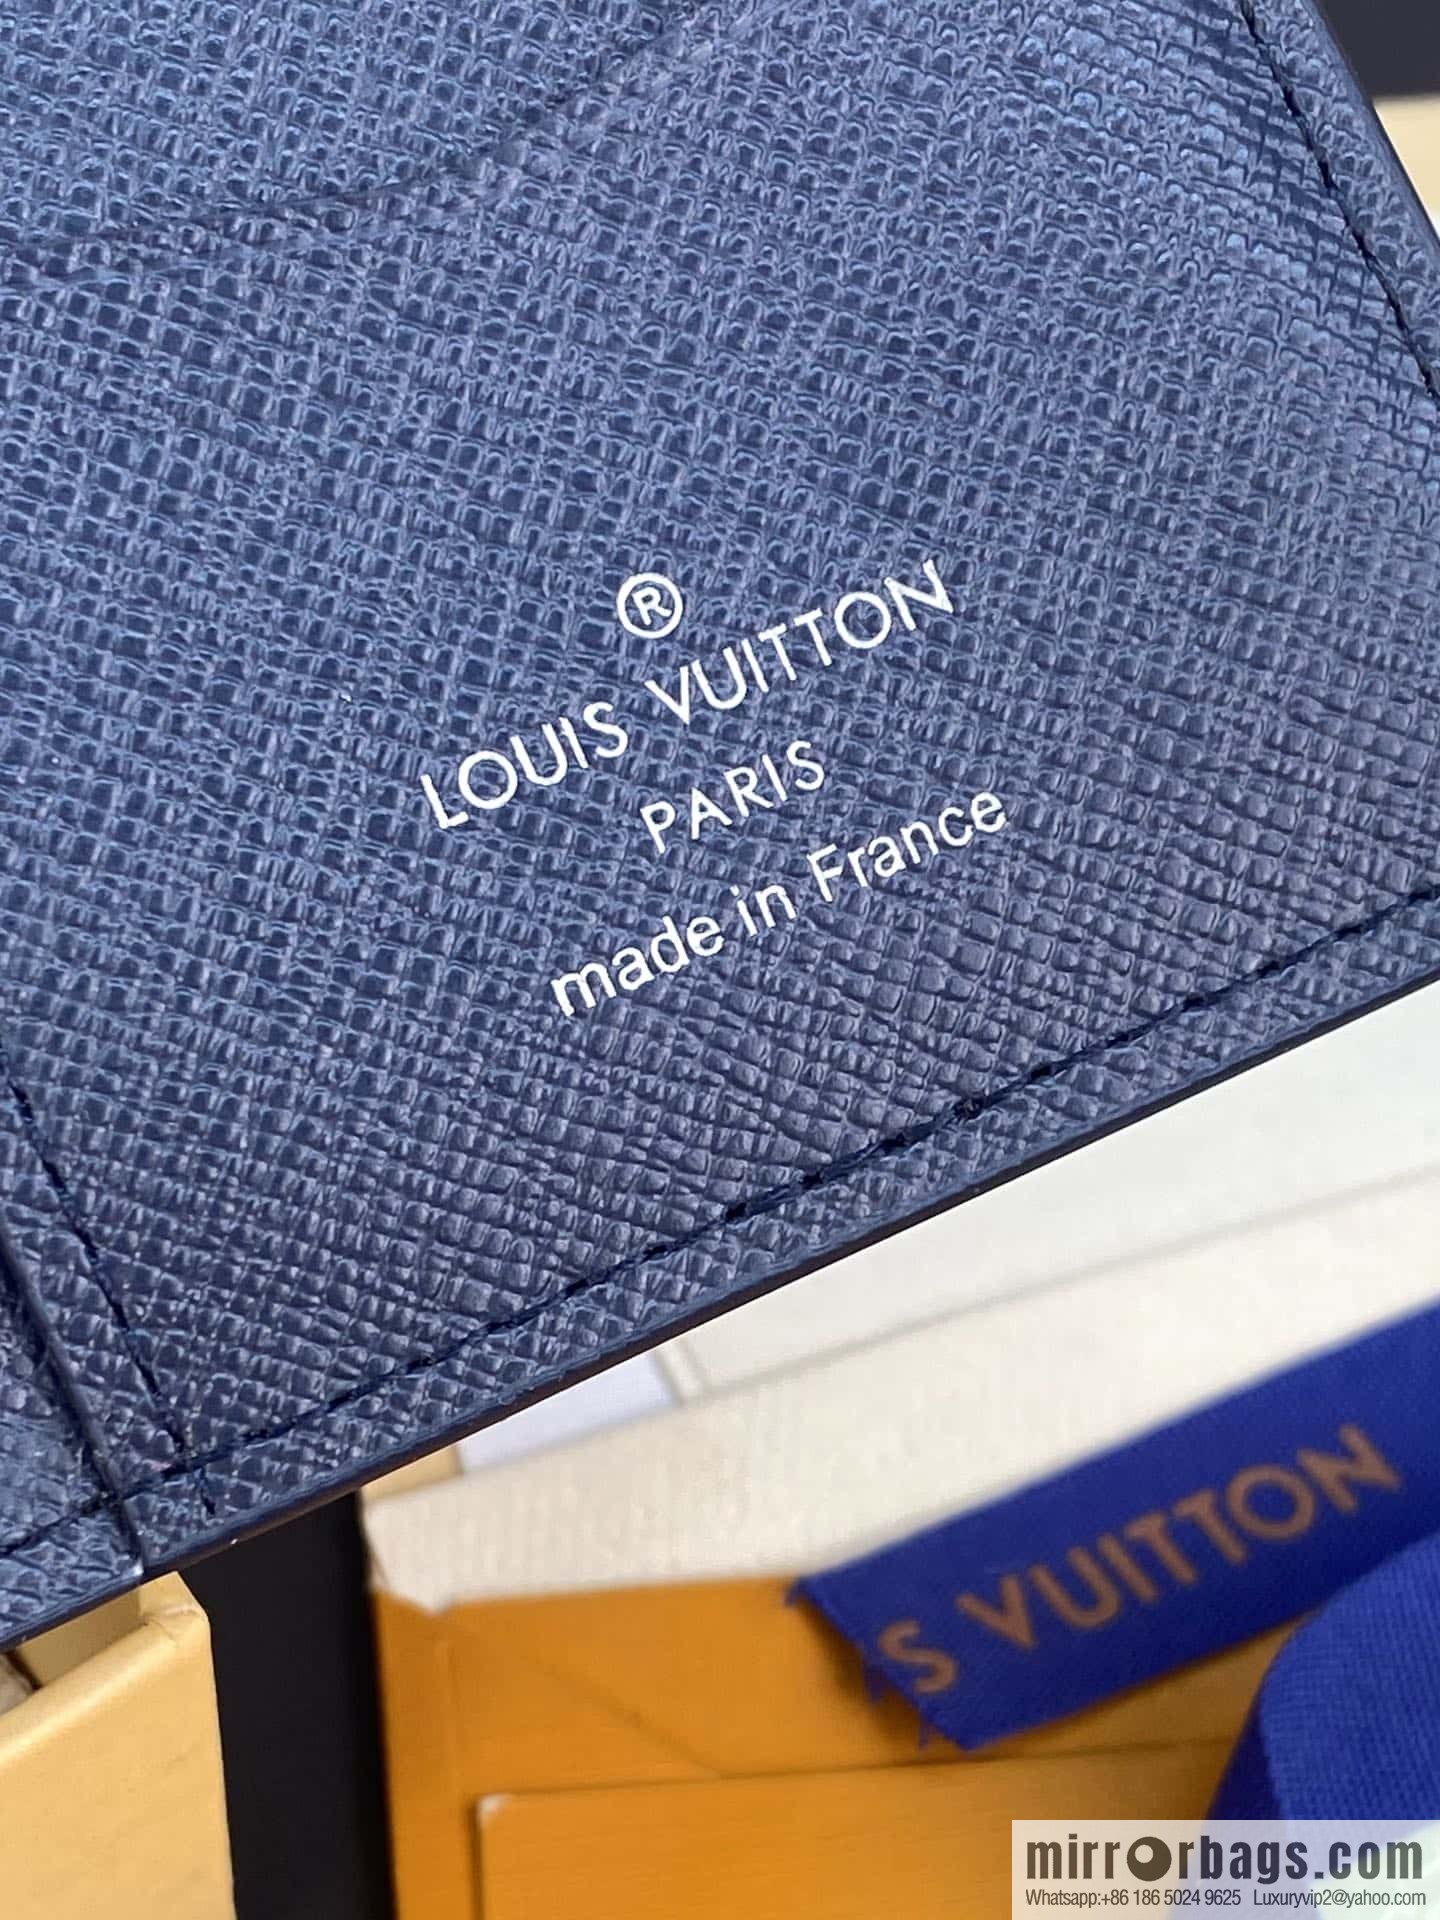 ®
LOUIS VUITTON
PARIS
made in France
S VUITTON
mirrorbags.com
Whatsapp:+86 186 5024 9625 Luxuryvip2@yahoo.com